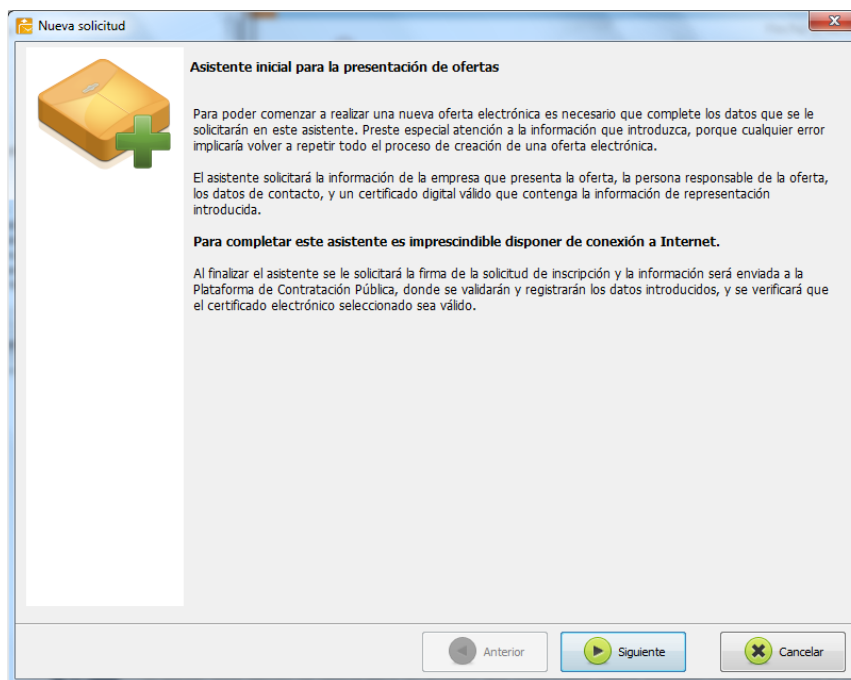 Nueva solicitud
Asistente inicial para la presentación de ofertas
Para poder comenzar a realizar una nueva oferta electrónica es necesario que complete los datos que se le
solicitarán en este asistente. Preste especial atención a la información que introduzca, porque cualquier error
implicaría volver a repetir todo el proceso de creación de una oferta electrónica.
El asistente solicitará la información de la empresa que presenta la oferta, la persona responsable de la oferta,
los datos de contacto, y un certificado digital válido que contenga la información de representación
introducida.
Para completar este asistente es imprescindible disponer de conexión a Internet.
Al finalizar el asistente se le solicitará la firma de la solicitud de inscripción y la información será enviada a la
Plataforma de Contratación Pública, donde se validarán y registrarán los datos introducidos, y se verificará que
el certificado electrónico seleccionado sea válido.
Anterior
Siguiente
Cancelar